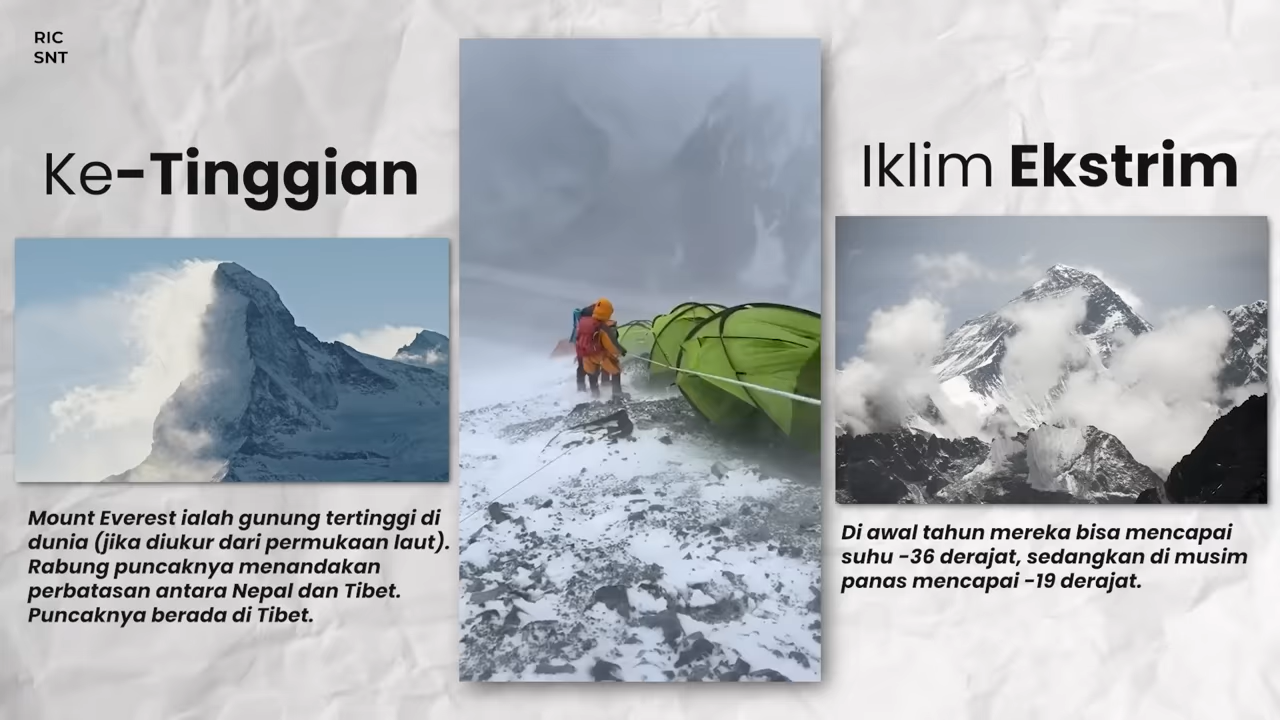 RIC
SNT
Ke-Tinggian
Mount Everest ialah gunung tertinggi di
dunia (jika diukur dari permukaan laut).
Rabung puncaknya menandakan
perbatasan antara Nepal dan Tibet.
Puncaknya berada di Tibet.
Iklim Ekstrim
Di awal tahun mereka bisa mencapai
suhu -36 derajat, sedangkan di musim
panas mencapai -19 derajat.